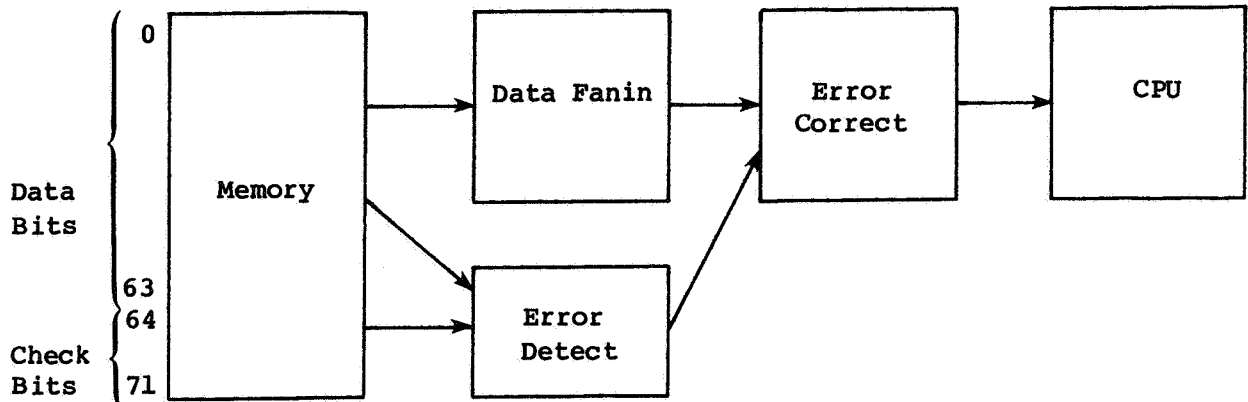 0
Data Fanin
Error
Correct
CPU
Data
Bits
Memory
63
64
Error
Detect
Check
Bits
71